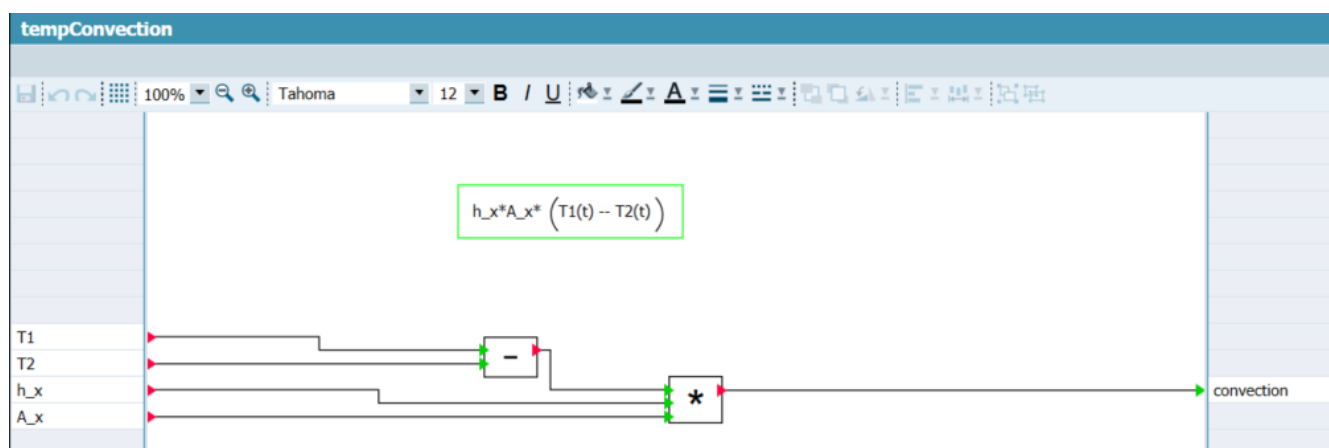 tempConvection
100% Tahoma 12 B I U A
h_x*A_x* (T1(t) -- T2(t))
T1
T2
−
h_x
*
convection
A_x